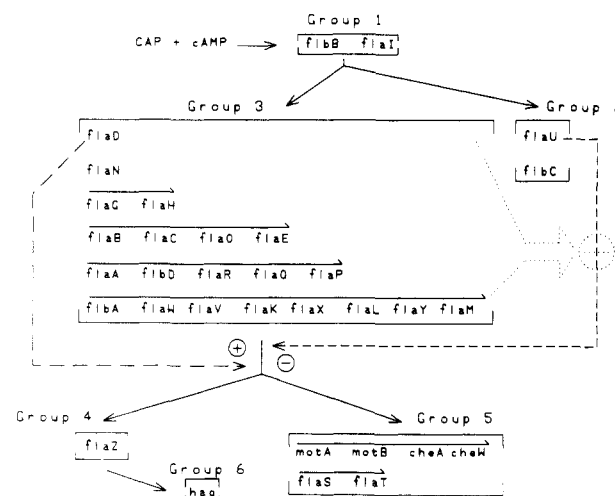 Group 1
CAP + cAMP
flbB flaI
Group 3
Group
flaD
flaU
flaN
flbC
flaG flaH
flaB flaC flaO flaE
flaA flbD flaR flaQ flaP
flbA flaW flaV flaK flaX flaL flaY flaM
+
−
Group 4
Group 5
flaZ
motA motB cheA cheW
Group 6
flaS flaT
hag